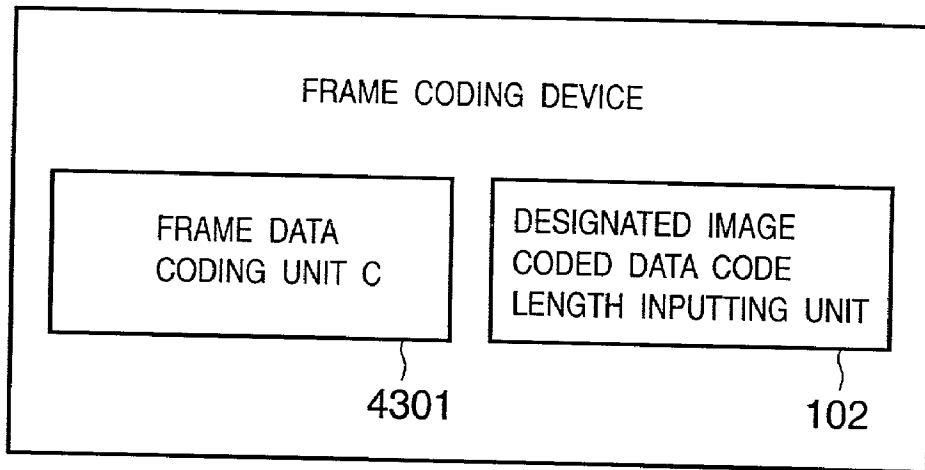 FRAME CODING DEVICE
FRAME DATA
CODING UNIT C
DESIGNATED IMAGE
CODED DATA CODE
LENGTH INPUTTING UNIT
4301
102